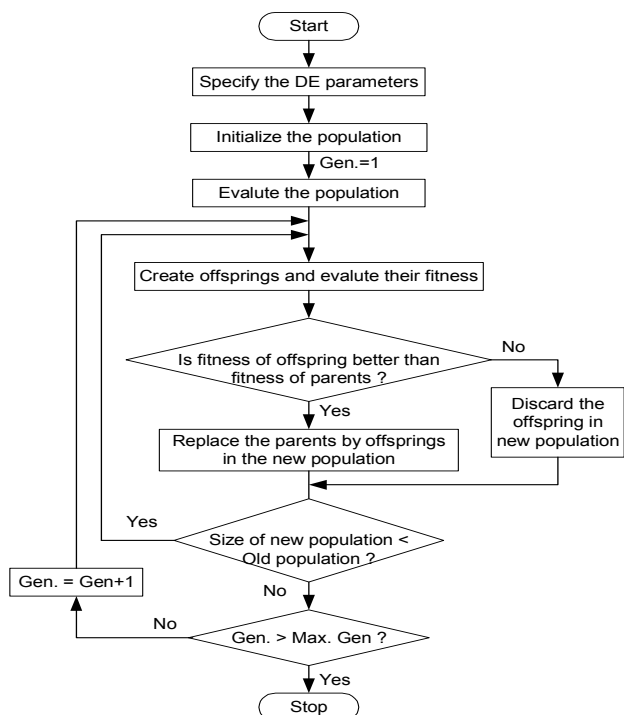 Start
Specify the DE parameters
Initialize the population
Gen.=1
Evalute the population
Create offsprings and evalute their fitness
Is fitness of offspring better than
fitness of parents ?
No
Yes
Discard the
offspring in
new population
Replace the parents by offsprings
in the new population
Yes
Size of new population <
Old population ?
Gen. = Gen+1
No
No
Gen. > Max. Gen ?
Yes
Stop